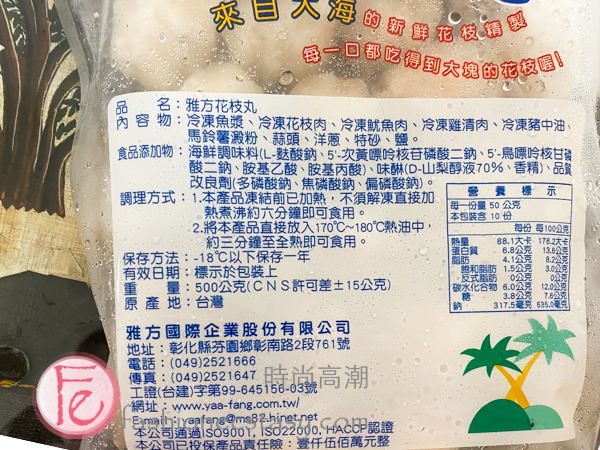 來自大海的新鮮花枝精製
每一口都吃得到大塊的花枝喔!
品　　名：雅方花枝丸
內 容 物：冷凍魚漿、冷凍花枝肉、冷凍魷魚肉、冷凍雞清肉、冷凍豬中油、
馬鈴薯澱粉、蒜頭、洋蔥、特砂、鹽。
食品添加物：海鮮調味料(L-麩酸鈉、5'-次黃嘌呤核苷磷酸二鈉、5'-鳥嘌呤核苷磷
酸二鈉、胺基乙酸、胺基丙酸)、味醂(D-山梨醇液70%、香精)、品質
改良劑(多磷酸鈉、焦磷酸鈉、偏磷酸鈉)。
調理方式：1.本產品凍結前已加熱，不須解凍直接加
熱煮沸約六分鐘即可食用。
2.將本產品直接放入170℃~180℃熱油中，
約三分鐘至全熟即可食用。
保存方法：-18℃以下保存一年
有效日期：標示於包裝上
重　　量：500公克(CNS許可差±15公克)
原 產 地：台灣
營養標示
每一份量 50 公克
本包裝含 10 份
每份 每100公克
熱量 88.1大卡 176.2大卡
蛋白質 6.8公克 13.6公克
脂肪 4.1公克 8.2公克
飽和脂肪 1.5公克 3.0公克
反式脂肪 0公克 0公克
碳水化合物 6.0公克 12.0公克
糖 3.8公克 7.6公克
鈉 317.5毫克 635.0毫克
雅方國際企業股份有限公司
地址：彰化縣芬園鄉彰南路2段761號
電話：(049)2521666
傳真：(049)2521647
工證(台建)字第99-645156-03號
網址：www.yaa-fang.com.tw/
E-mail:yaafang@ms82.hinet.net
本公司通過ISO9001, ISO22000, HACCP認證
本公司已投保產品責任險：壹仟伍佰萬元整
時尚高潮